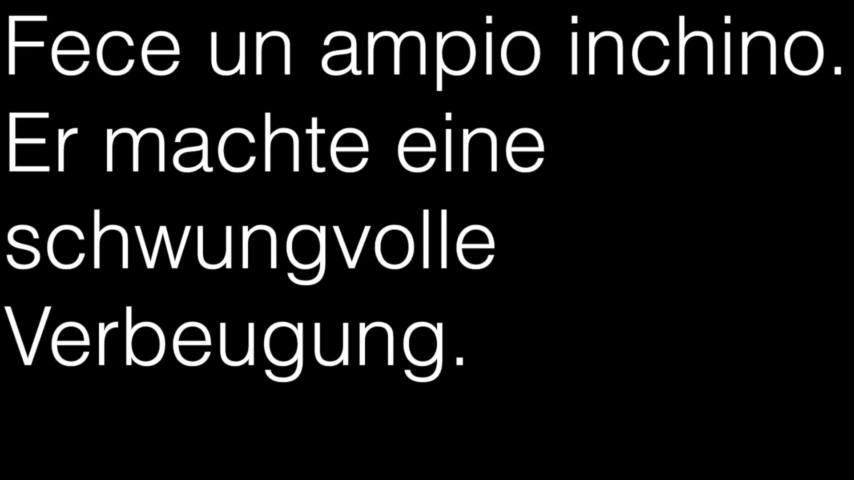 Fece un ampio inchino.
Er machte eine
schwungvolle
Verbeugung.